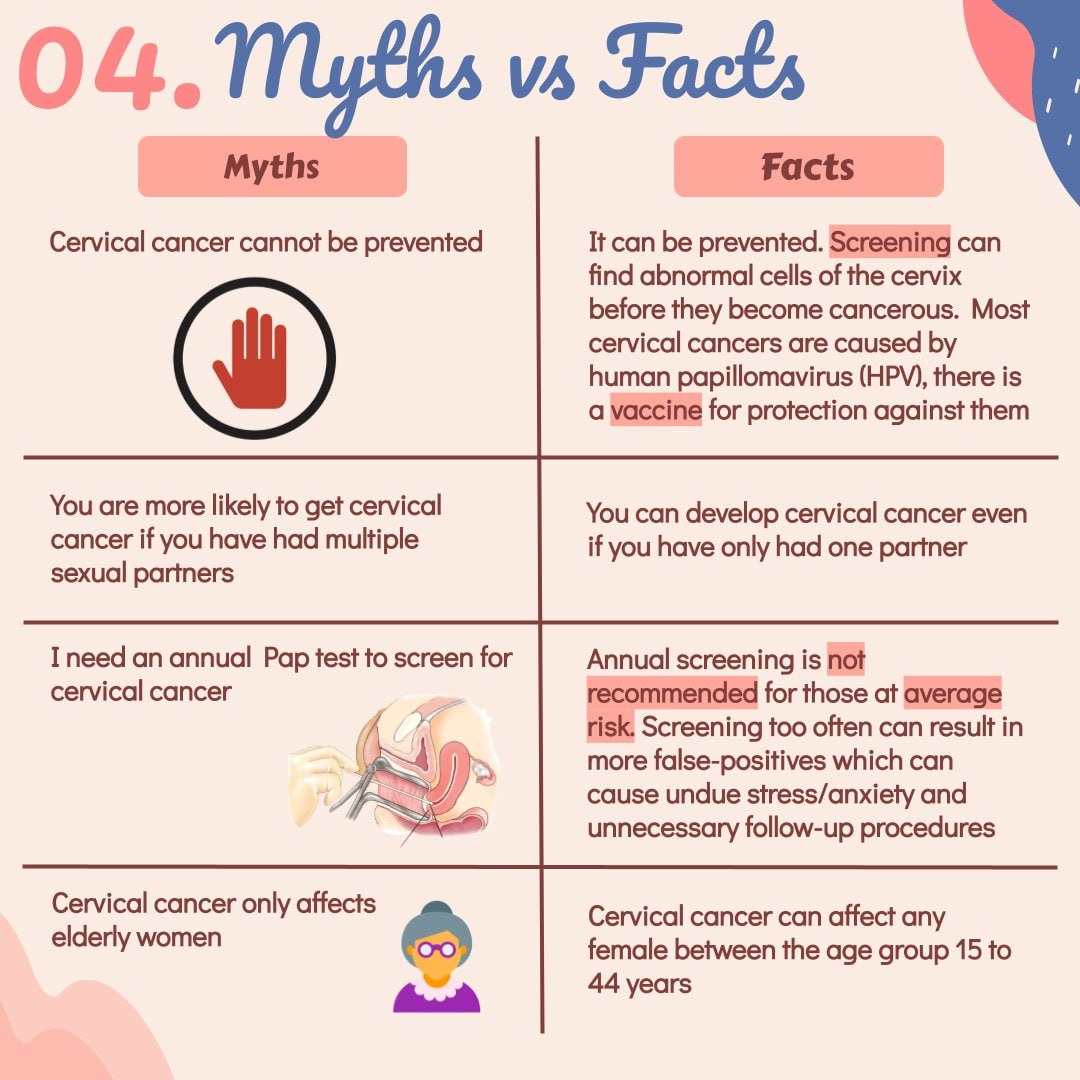 04. Myths vs Facts
Myths
Facts
Cervical cancer cannot be prevented
It can be prevented. Screening can
find abnormal cells of the cervix
before they become cancerous.  Most
cervical cancers are caused by
human papillomavirus (HPV), there is
a vaccine for protection against them
You are more likely to get cervical
cancer if you have had multiple
sexual partners
You can develop cervical cancer even
if you have only had one partner
I need an annual  Pap test to screen for
cervical cancer
Annual screening is not
recommended for those at average
risk. Screening too often can result in
more false-positives which can
cause undue stress/anxiety and
unnecessary follow-up procedures
Cervical cancer only affects
elderly women
Cervical cancer can affect any
female between the age group 15 to
44 years